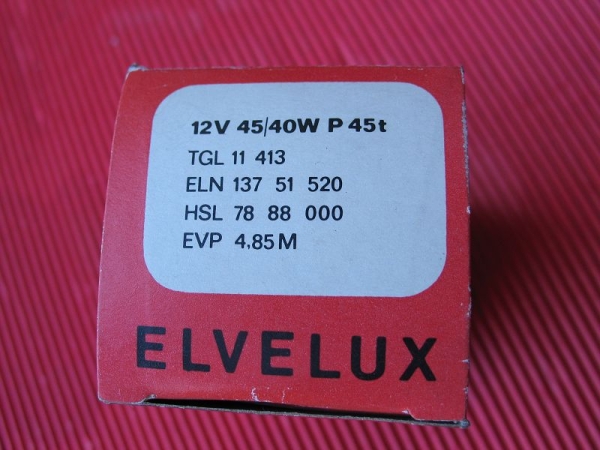 12V 45/40W P 45t
TGL 11 413
ELN 137 51 520
HSL 78 88 000
EVP 4,85 M
ELVELUX